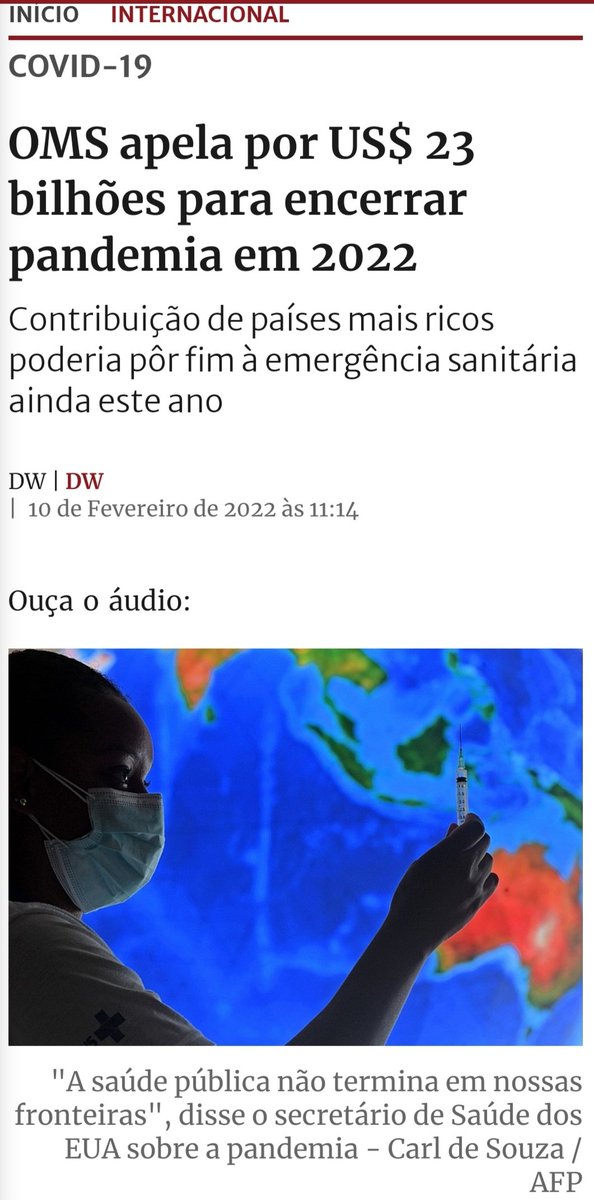 INÍCIO INTERNACIONAL
COVID-19
OMS apela por US$ 23
bilhões para encerrar
pandemia em 2022
Contribuição de países mais ricos
poderia pôr fim à emergência sanitária
ainda este ano
DW | DW
| 10 de Fevereiro de 2022 às 11:14
Ouça o áudio:
"A saúde pública não termina em nossas
fronteiras", disse o secretário de Saúde dos
EUA sobre a pandemia - Carl de Souza /
AFP